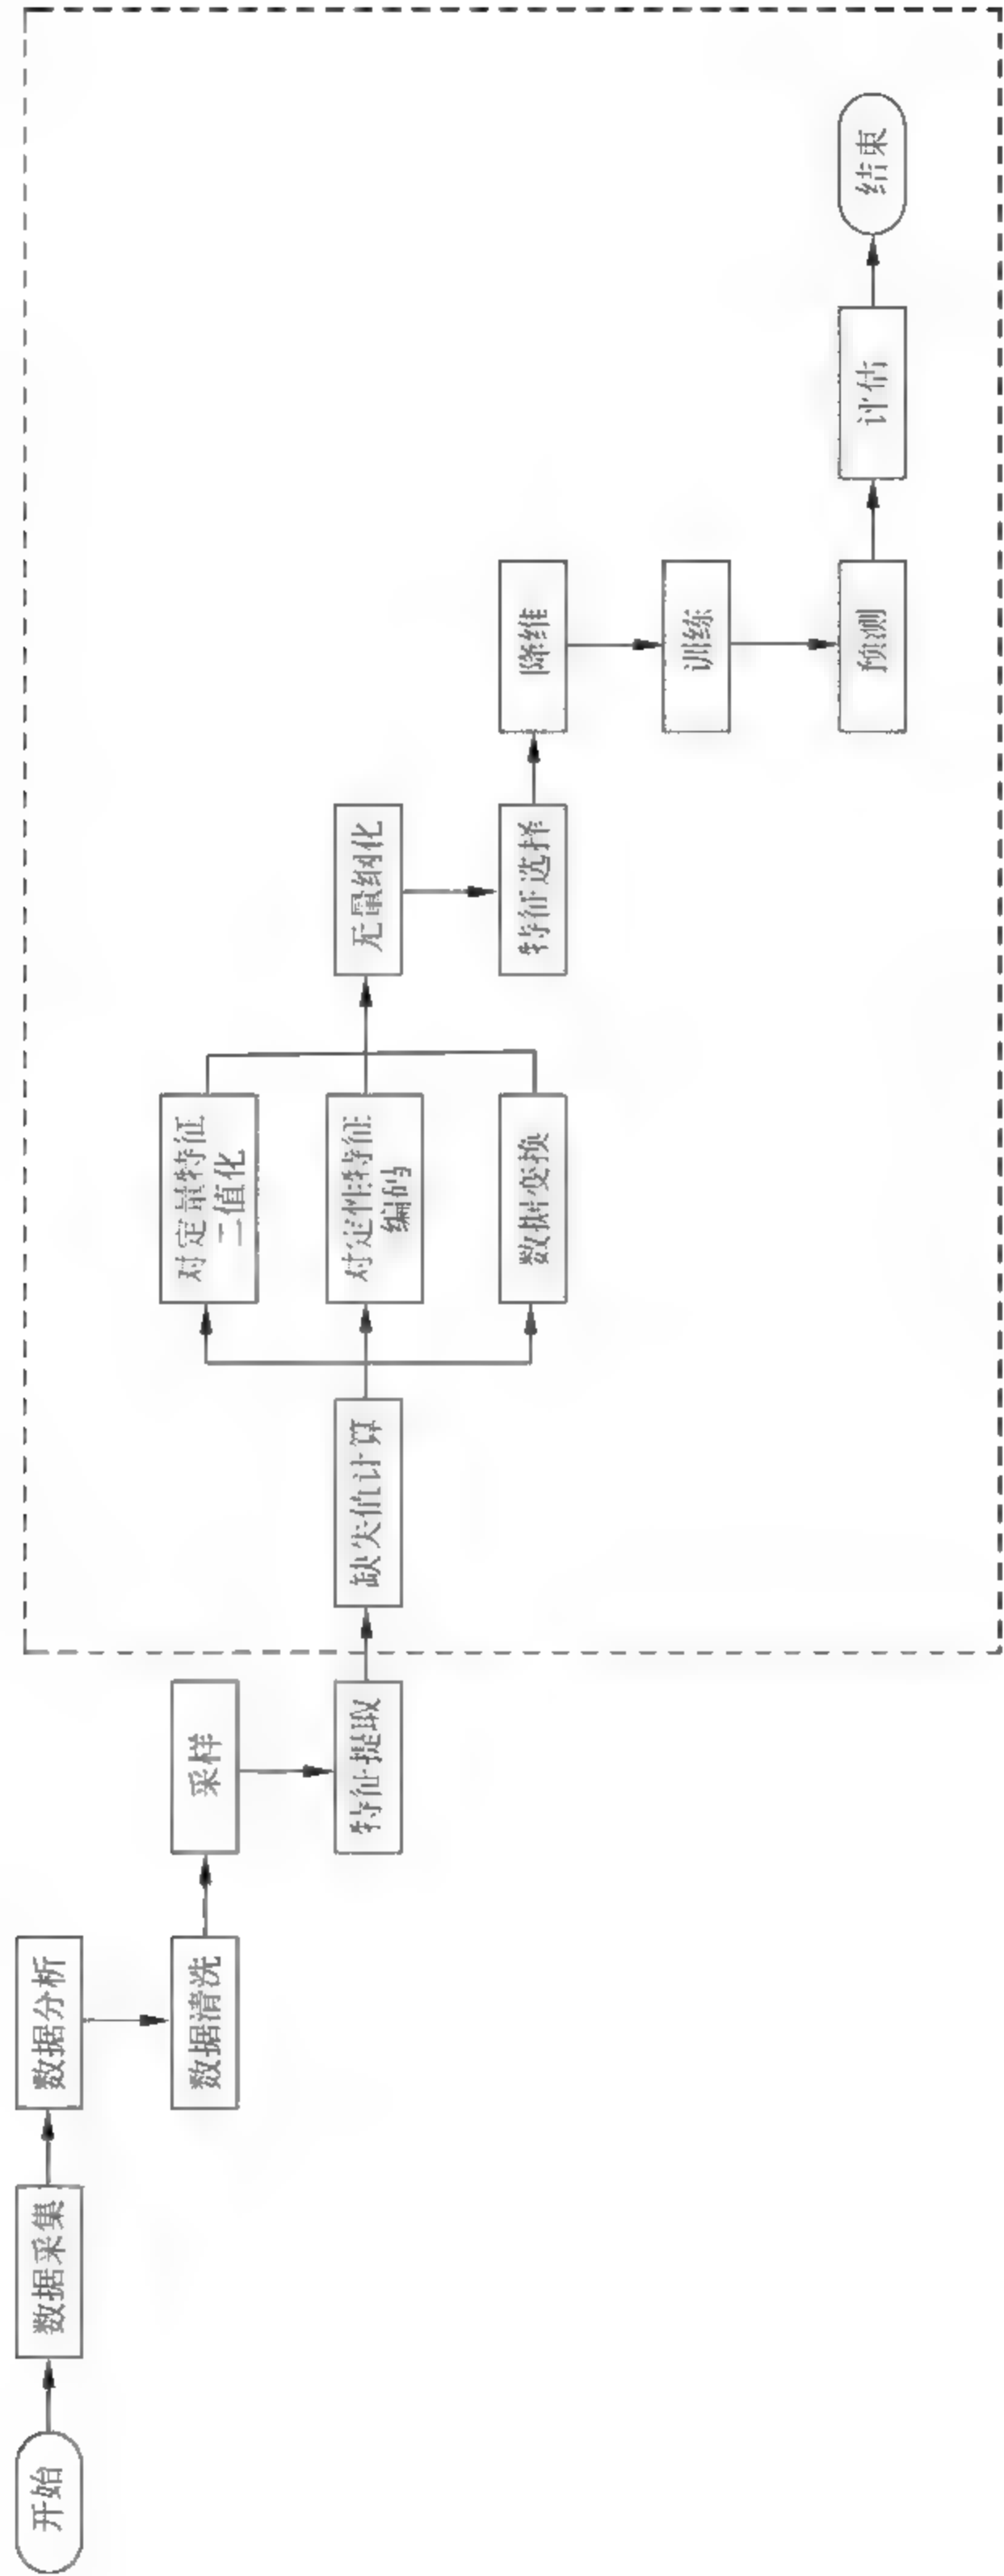 开始
数据采集
数据分析
数据清洗
采样
特征提取
缺失值计算
对定量特征
二值化
对定性特征
编码
数据变换
无量纲化
特征选择
降维
训练
预测
评估
结束